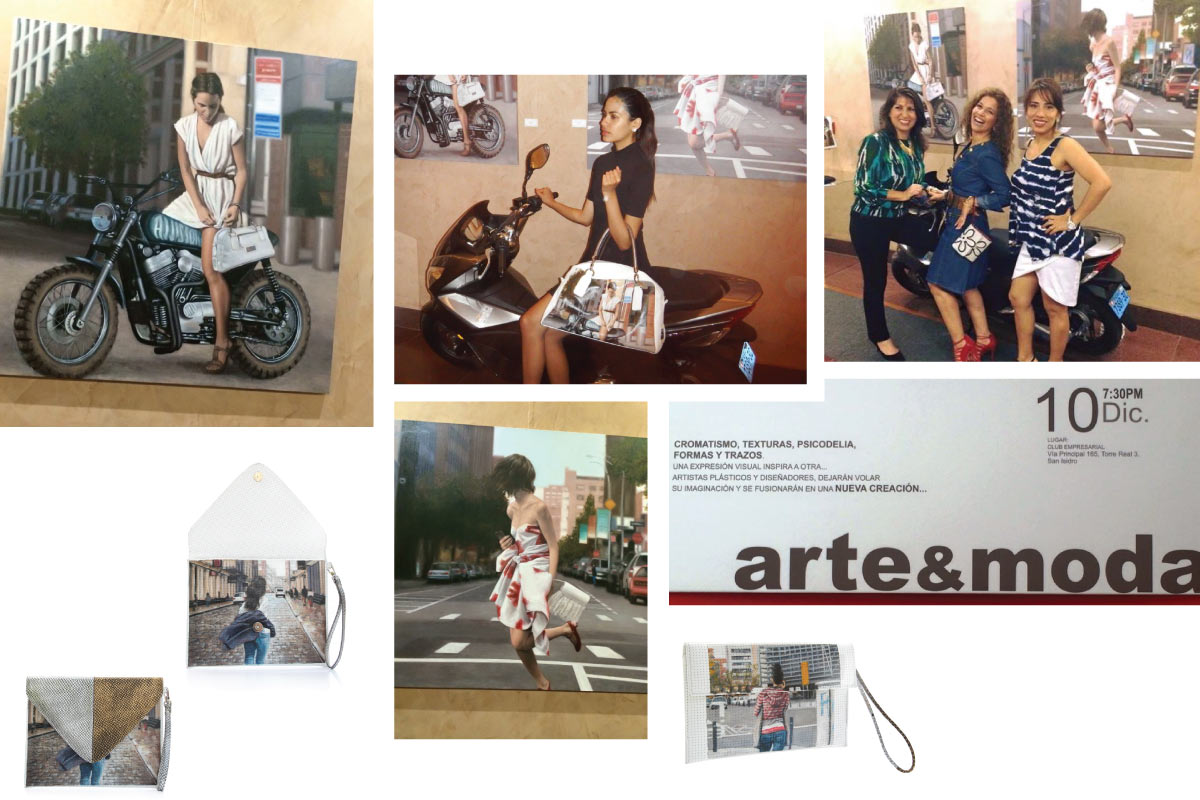 10 7:30PM
Dic.
LUGAR:
CLUB EMPRESARIAL
Vía Principal 165, Torre Real 3,
San Isidro
CROMATISMO, TEXTURAS, PSICODELIA,
FORMAS Y TRAZOS.
UNA EXPRESIÓN VISUAL INSPIRA A OTRA...
ARTISTAS PLÁSTICOS Y DISEÑADORES, DEJARÁN VOLAR
SU IMAGINACIÓN Y SE FUSIONARÁN EN UNA NUEVA CREACIÓN...
arte&moda